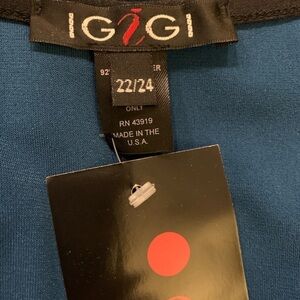 IGIGI
22/24
ONLY
RN 43919
MADE IN THE
U.S.A.